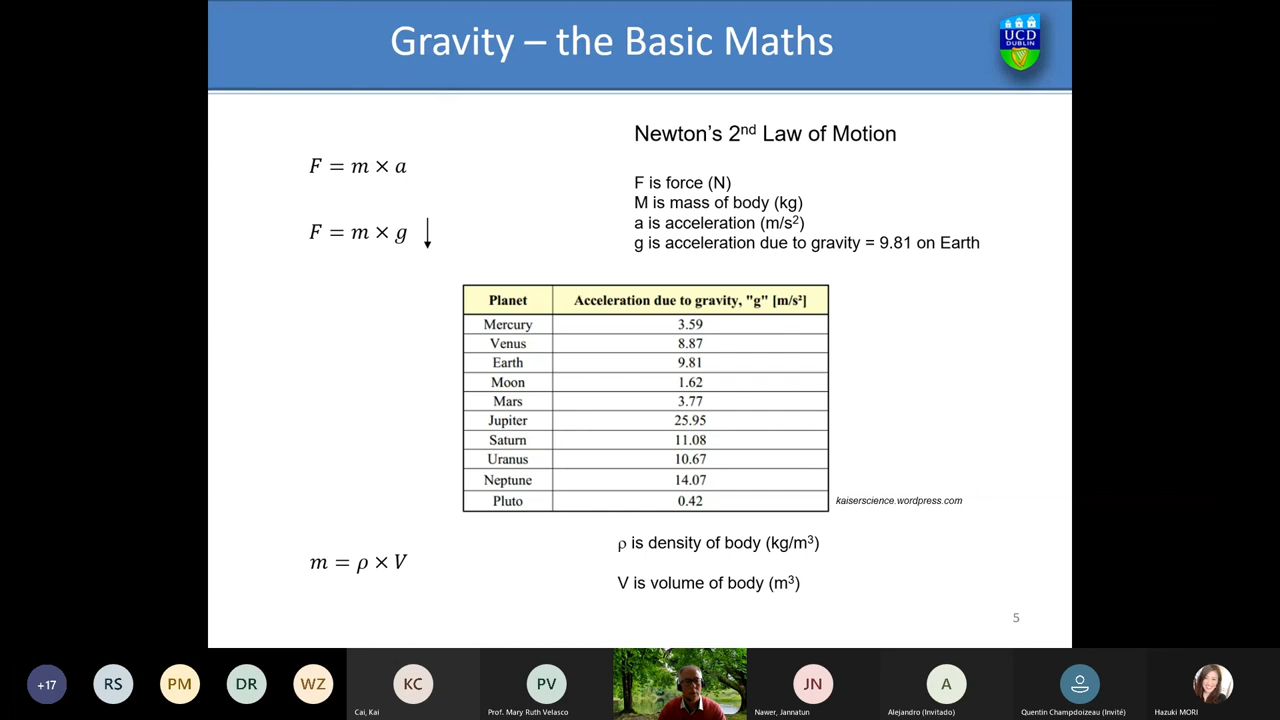 Gravity – the Basic Maths
UCD
DUBLIN
Newton's 2nd Law of Motion
F = m × a
F is force (N)
M is mass of body (kg)
a is acceleration (m/s²)
F = m × g ↓
g is acceleration due to gravity = 9.81 on Earth
Planet Acceleration due to gravity, "g" [m/s²]
Mercury 3.59
Venus 8.87
Earth 9.81
Moon 1.62
Mars 3.77
Jupiter 25.95
Saturn 11.08
Uranus 10.67
Neptune 14.07
Pluto 0.42
kaiserscience.wordpress.com
ρ is density of body (kg/m³)
m = ρ × V
V is volume of body (m³)
5
+17
RS
PM
DR
WZ
KC
PV
JN
A
Cai, Kai
Prof. Mary Ruth Velasco
Nawer, Jannatun
Alejandro (Invitado)
Quentin Champdoizeau (Invité)
Hazuki MORI